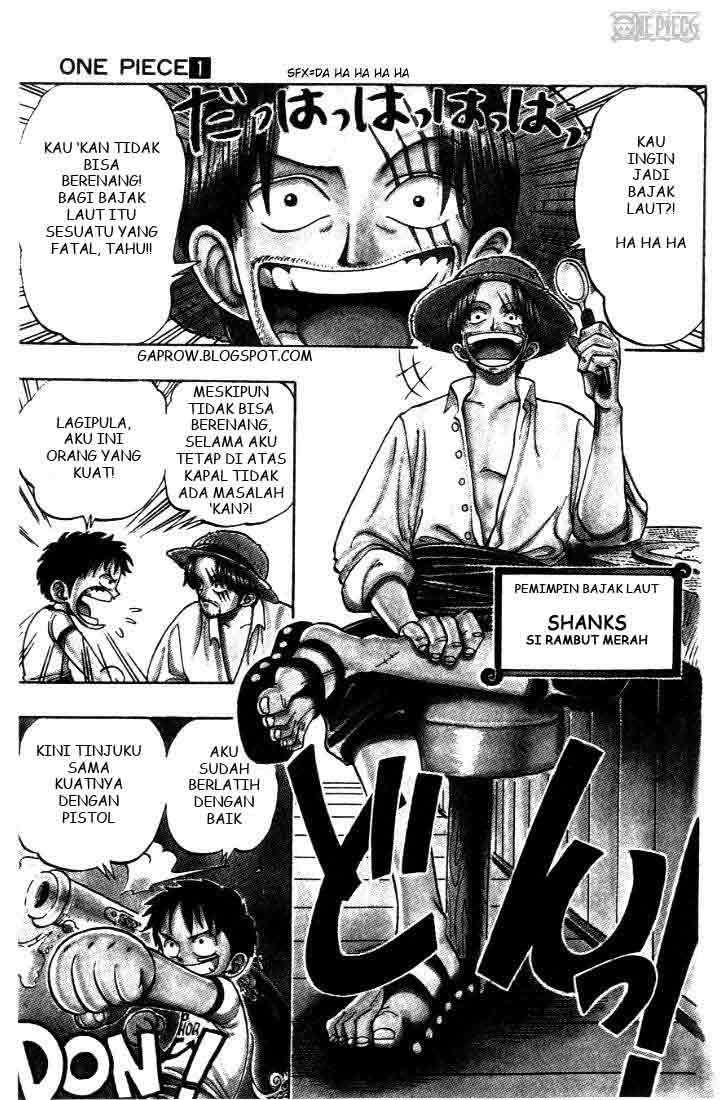 ONE PIECE
ONE PIECE 1
SFX=DA HA HA HA HA
だっはっはっはっはっ
KAU
INGIN
JADI
BAJAK
LAUT?!
HA HA HA
KAU 'KAN TIDAK
BISA
BERENANG!
BAGI BAJAK
LAUT ITU
SESUATU YANG
FATAL, TAHU!!
GAPROW.BLOGSPOT.COM
PEMIMPIN BAJAK LAUT
SHANKS
SI RAMBUT MERAH
MESKIPUN
TIDAK BISA
BERENANG,
SELAMA AKU
TETAP DI ATAS
KAPAL TIDAK
ADA MASALAH
'KAN?!
LAGIPULA,
AKU INI
ORANG YANG
KUAT!
AKU
SUDAH
BERLATIH
DENGAN
BAIK
KINI TINJUKU
SAMA
KUATNYA
DENGAN
PISTOL
DON!
どんっ!